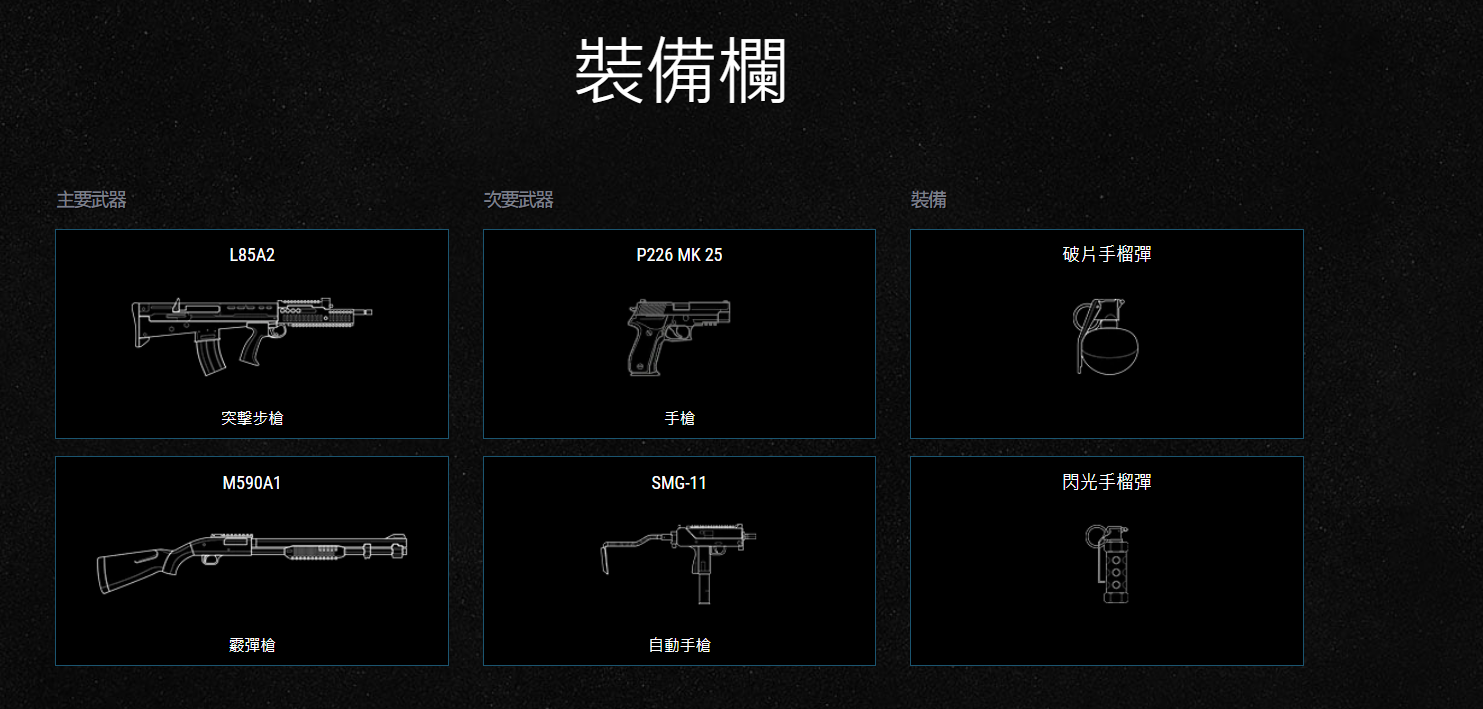 裝備欄
主要武器
L85A2
突擊步槍
M590A1
霰彈槍
次要武器
P226 MK 25
手槍
SMG-11
自動手槍
裝備
破片手榴彈
閃光手榴彈